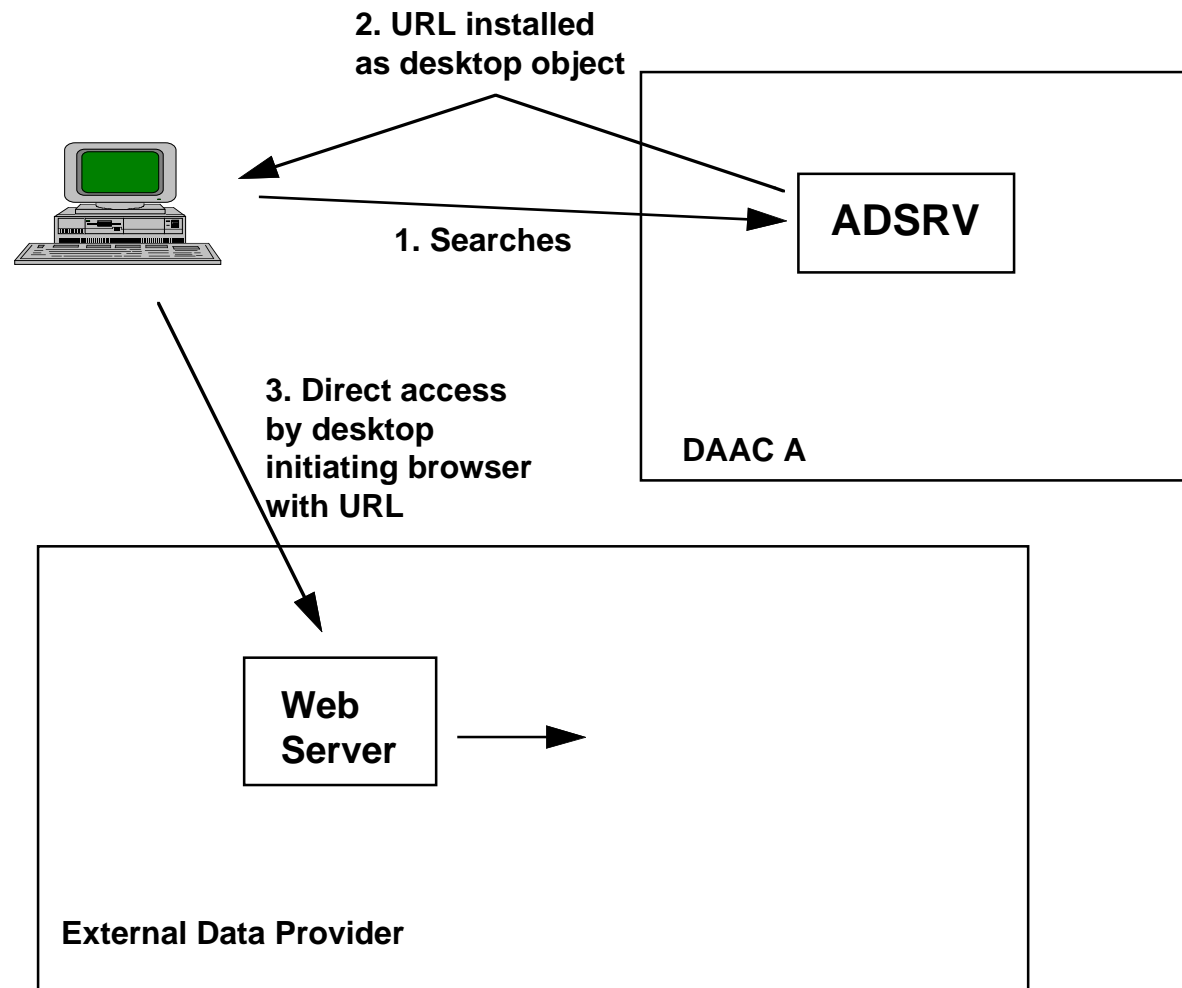 2. URL installed
as desktop object
ADSRV
1. Searches
3. Direct access
by desktop
initiating browser
with URL
DAAC A
Web
Server
External Data Provider